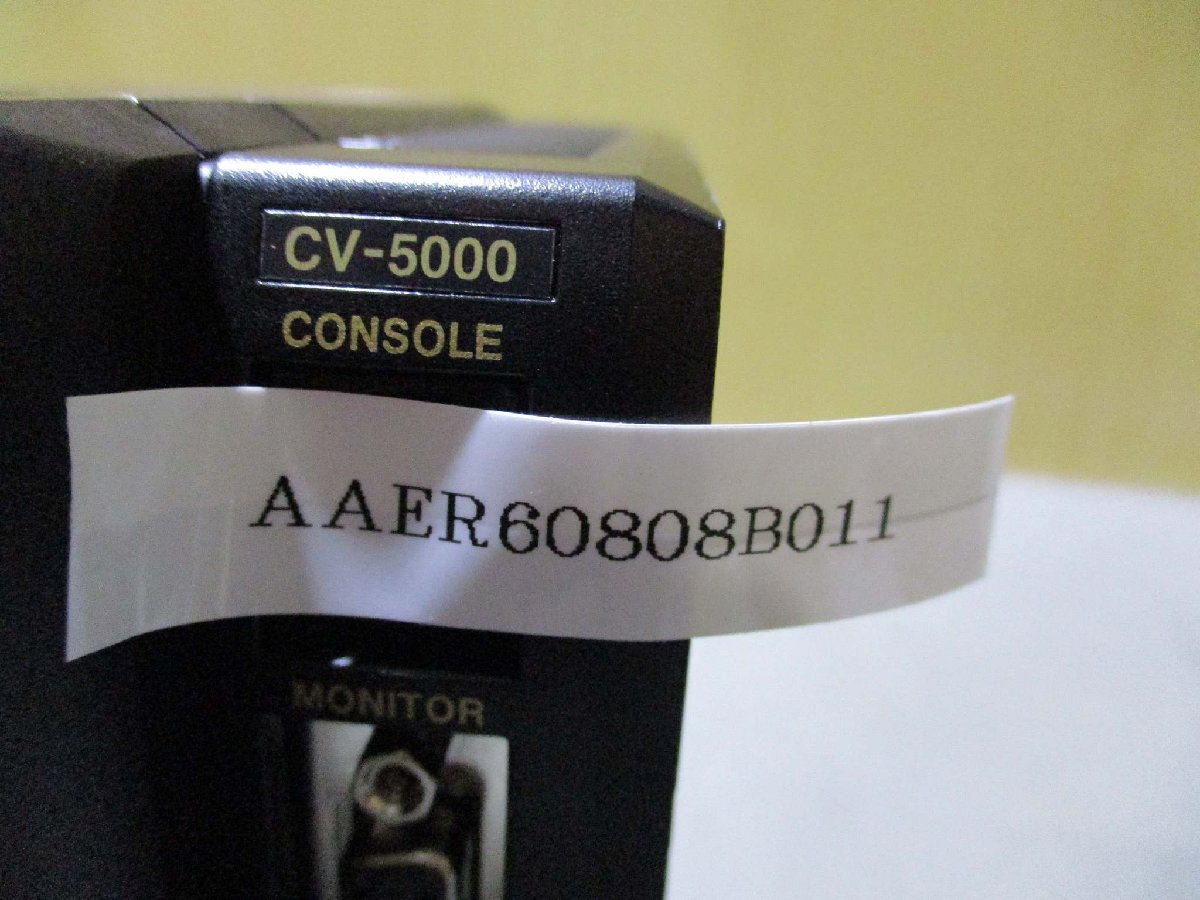 CV-5000
CONSOLE
AAER60808B011
MONITOR